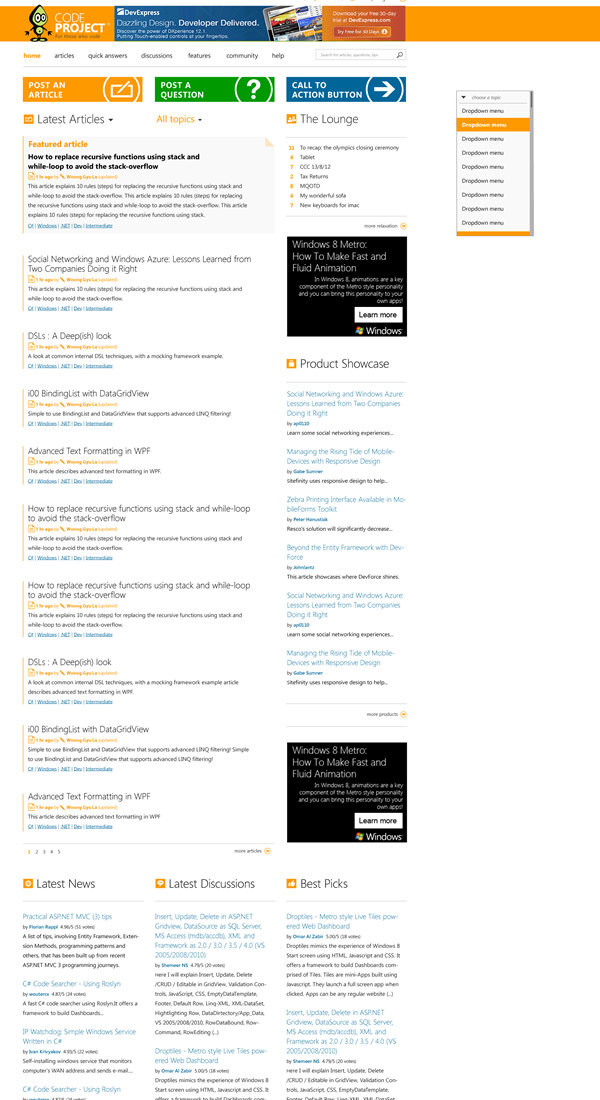 CODE
PROJECT
For those who code
DevExpress
Dazzling Design. Developer Delivered.
Discover the power of DXperience 12.1.
Putting Touch-enabled controls at your fingertips.
Download your free 30-day
trial at DevExpress.com
Try Free for 30 Days
home articles quick answers discussions features community help
Search for articles, questions, tips
POST AN
ARTICLE
POST A
QUESTION
CALL TO
ACTION BUTTON
choose a topic
Dropdown menu
Dropdown menu
Dropdown menu
Dropdown menu
Dropdown menu
Dropdown menu
Dropdown menu
Dropdown menu
Dropdown menu
Latest Articles
All topics
Featured article
How to replace recursive functions using stack and
while-loop to avoid the stack-overflow
1 hr ago by Woong Gyu La (updated)
This article explains 10 rules (steps) for replacing the recursive functions using stack and
while-loop to avoid the stack-overflow. This article explains 10 rules (steps) for replacing
the recursive functions using stack and while-loop to avoid the stack-overflow. This article
explains 10 rules (steps) for replacing the recursive functions using stack.
C# | Windows | .NET | Dev | Intermediate
Social Networking and Windows Azure: Lessons Learned from
Two Companies Doing it Right
1 hr ago by Woong Gyu La (updated)
This article explains 10 rules (steps) for replacing the recursive functions using stack and
while-loop to avoid the stack-overflow.
C# | Windows | .NET | Dev | Intermediate
DSLs : A Deep(ish) look
1 hr ago by Woong Gyu La (updated)
A look at common internal DSL techniques, with a mocking framework example.
C# | Windows | .NET | Dev | Intermediate
i00 BindingList with DataGridView
1 hr ago by Woong Gyu La (updated)
Simple to use BindingList and DataGridView that supports advanced LINQ filtering!
C# | Windows | .NET | Dev | Intermediate
Advanced Text Formatting in WPF
1 hr ago by Woong Gyu La (updated)
This article describes advanced text formatting in WPF.
C# | Windows | .NET | Dev | Intermediate
How to replace recursive functions using stack and while-loop
to avoid the stack-overflow
1 hr ago by Woong Gyu La (updated)
This article explains 10 rules (steps) for replacing the recursive functions using stack and
while-loop to avoid the stack-overflow.
C# | Windows | .NET | Dev | Intermediate
How to replace recursive functions using stack and while-loop
to avoid the stack-overflow
1 hr ago by Woong Gyu La (updated)
This article explains 10 rules (steps) for replacing the recursive functions using stack and
while-loop to avoid the stack-overflow.
C# | Windows | .NET | Dev | Intermediate
DSLs : A Deep(ish) look
1 hr ago by Woong Gyu La (updated)
A look at common internal DSL techniques, with a mocking framework example article
describes advanced text formatting in WPF.
C# | Windows | .NET | Dev | Intermediate
i00 BindingList with DataGridView
1 hr ago by Woong Gyu La (updated)
Simple to use BindingList and DataGridView that supports advanced LINQ filtering! Simple
to use BindingList and DataGridView that supports advanced LINQ filtering!
C# | Windows | .NET | Dev | Intermediate
Advanced Text Formatting in WPF
1 hr ago by Woong Gyu La (updated)
This article describes advanced text formatting in WPF
C# | Windows | .NET | Dev | Intermediate
1 2 3 4 5
more articles
The Lounge
11 To recap: the olympics closing ceremony
4 Tablet
7 CCC 13/8/12
2 Tax Returns
8 MQOTD
4 My wonderful sofa
7 New keyboards for imac
more relaxation
Windows 8 Metro:
How To Make Fast and
Fluid Animation
In Windows 8, animations are a key
component of the Metro style personality
and you can bring this personality to your
own apps!
Learn more
Windows
Product Showcase
Social Networking and Windows Azure:
Lessons Learned from Two Companies
Doing it Right
by ap0110
Learn some social networking experiences...
Managing the Rising Tide of Mobile-
Devices with Responsive Design
by Gabe Sumner
Sitefinity uses responsive design to help...
Zebra Printing Interface Available in Mo-
bileForms Toolkit
by Peter Hanustiak
Resco's solution will significantly decrease...
Beyond the Entity Framework with Dev-
Force
by Johnlantz
This article showcases where DevForce shines.
Social Networking and Windows Azure:
Lessons Learned from Two Companies
Doing it Right
by ap0110
Learn some social networking experiences...
Managing the Rising Tide of Mobile-
Devices with Responsive Design
by Gabe Sumner
Sitefinity uses responsive design to help...
more products
Windows 8 Metro:
How To Make Fast and
Fluid Animation
In Windows 8, animations are a key
component of the Metro style personality
and you can bring this personality to your
own apps!
Learn more
Windows
Latest News
Practical ASP.NET MVC (3) tips
by Florian Rappl 4.96/5 (51 votes)
A list of tips, involving Entity Framework, Exten-
sion Methods, programming patterns and
others, that has been built up from recent
ASP.NET MVC 3 programming journeys.
C# Code Searcher - Using Roslyn
by wouterxx 4.87/5 (24 votes)
A fast C# code searcher using Roslyn.It offers a
framework to build Dashboards...
IP Watchdog: Simple Windows Service
Written in C#
by Ivan Krivyakov 4.93/5 (22 votes)
Self-installing windows service that monitors
computer's WAN address and sends e-mail....
C# Code Searcher - Using Roslyn
by wouterxx 4.87/5 (24 votes)
Latest Discussions
Insert, Update, Delete in ASP.NET
Gridview, DataSource as SQL Server,
MS Access (mdb/accdb), XML and
Framework as 2.0 / 3.0 / 3.5 / 4.0 (VS
2005/2008/2010)
by Shemeer NS 4.79/5 (20 votes)
Here I will explain Insert, Update, Delete
/CRUD / Editable in GridView, Validation Con-
trols, JavaScript, CSS, EmptyDataTemplate,
Footer, Default Row, Linq-XML, XML-DataSet,
Hightlighting Row, DataDirectory/App_Data,
VS 2005/2008/2010, RowDataBound, Row-
Command, RowEditing (...)
Droptiles - Metro style Live Tiles po-
wered Web Dashboard
by Omar Al Zabir 5.00/5 (18 votes)
Droptiles mimics the experience of Windows 8
Start screen using HTML, Javascript and CSS. It
offers a framework to build Dashboards com-
Best Picks
Droptiles - Metro style Live Tiles po-
wered Web Dashboard
by Omar Al Zabir 5.00/5 (18 votes)
Droptiles mimics the experience of Windows 8
Start screen using HTML, Javascript and CSS. It
offers a framework to build Dashboards com-
prised of Tiles. Tiles are mini-Apps built using
Javascript. They launch a full screen app when
clicked. Apps can be any regular website (...)
Insert, Update, Delete in ASP.NET
Gridview, DataSource as SQL Server,
MS Access (mdb/accdb), XML and
Framework as 2.0 / 3.0 / 3.5 / 4.0 (VS
2005/2008/2010)
by Shemeer NS 4.79/5 (20 votes)
Here I will explain Insert, Update, Delete
/CRUD / Editable in GridView, Validation Con-
trols, JavaScript, CSS, EmptyDataTemplate,
Footer, Default Row, Linq-XML, XML-DataSet,